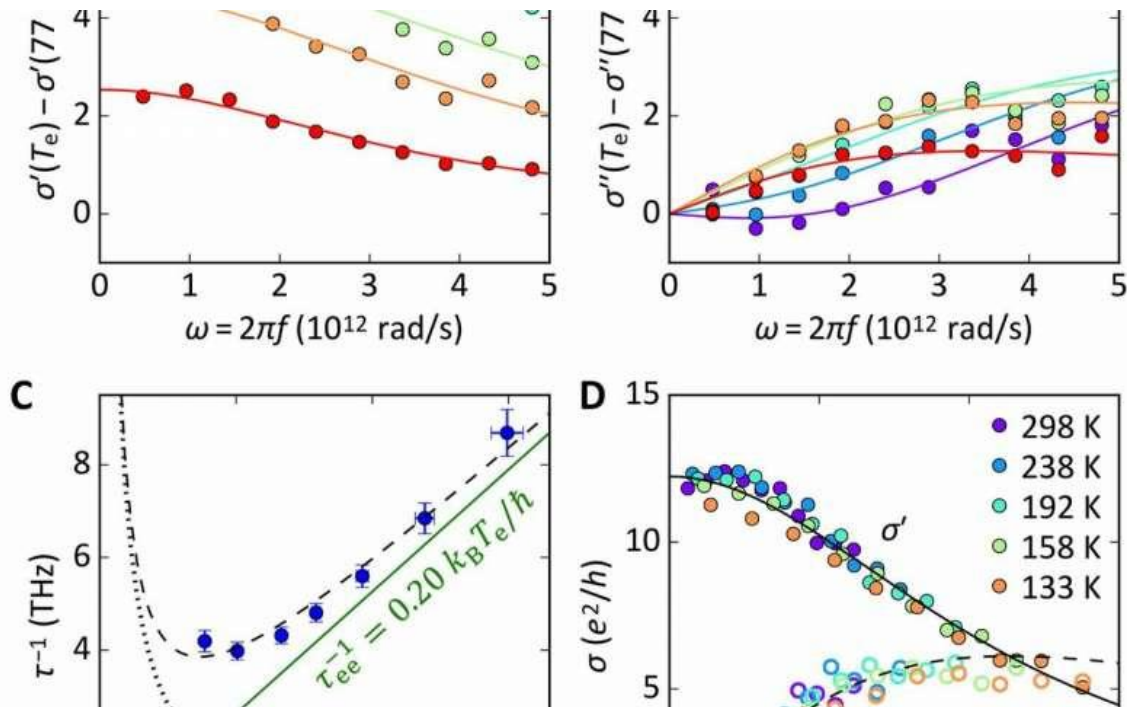 4
2
0
σ′(Tₑ) − σ′(77
0 1 2 3 4 5
ω = 2πf (10¹² rad/s)
4
2
0
σ″(Tₑ) − σ″(77
0 1 2 3 4 5
ω = 2πf (10¹² rad/s)
C
8
6
4
τ⁻¹ (THz)
τₑₑ⁻¹ = 0.20 k_BTₑ/ℏ
D
15
10
5
σ (e²/h)
298 K
238 K
192 K
158 K
133 K
σ′